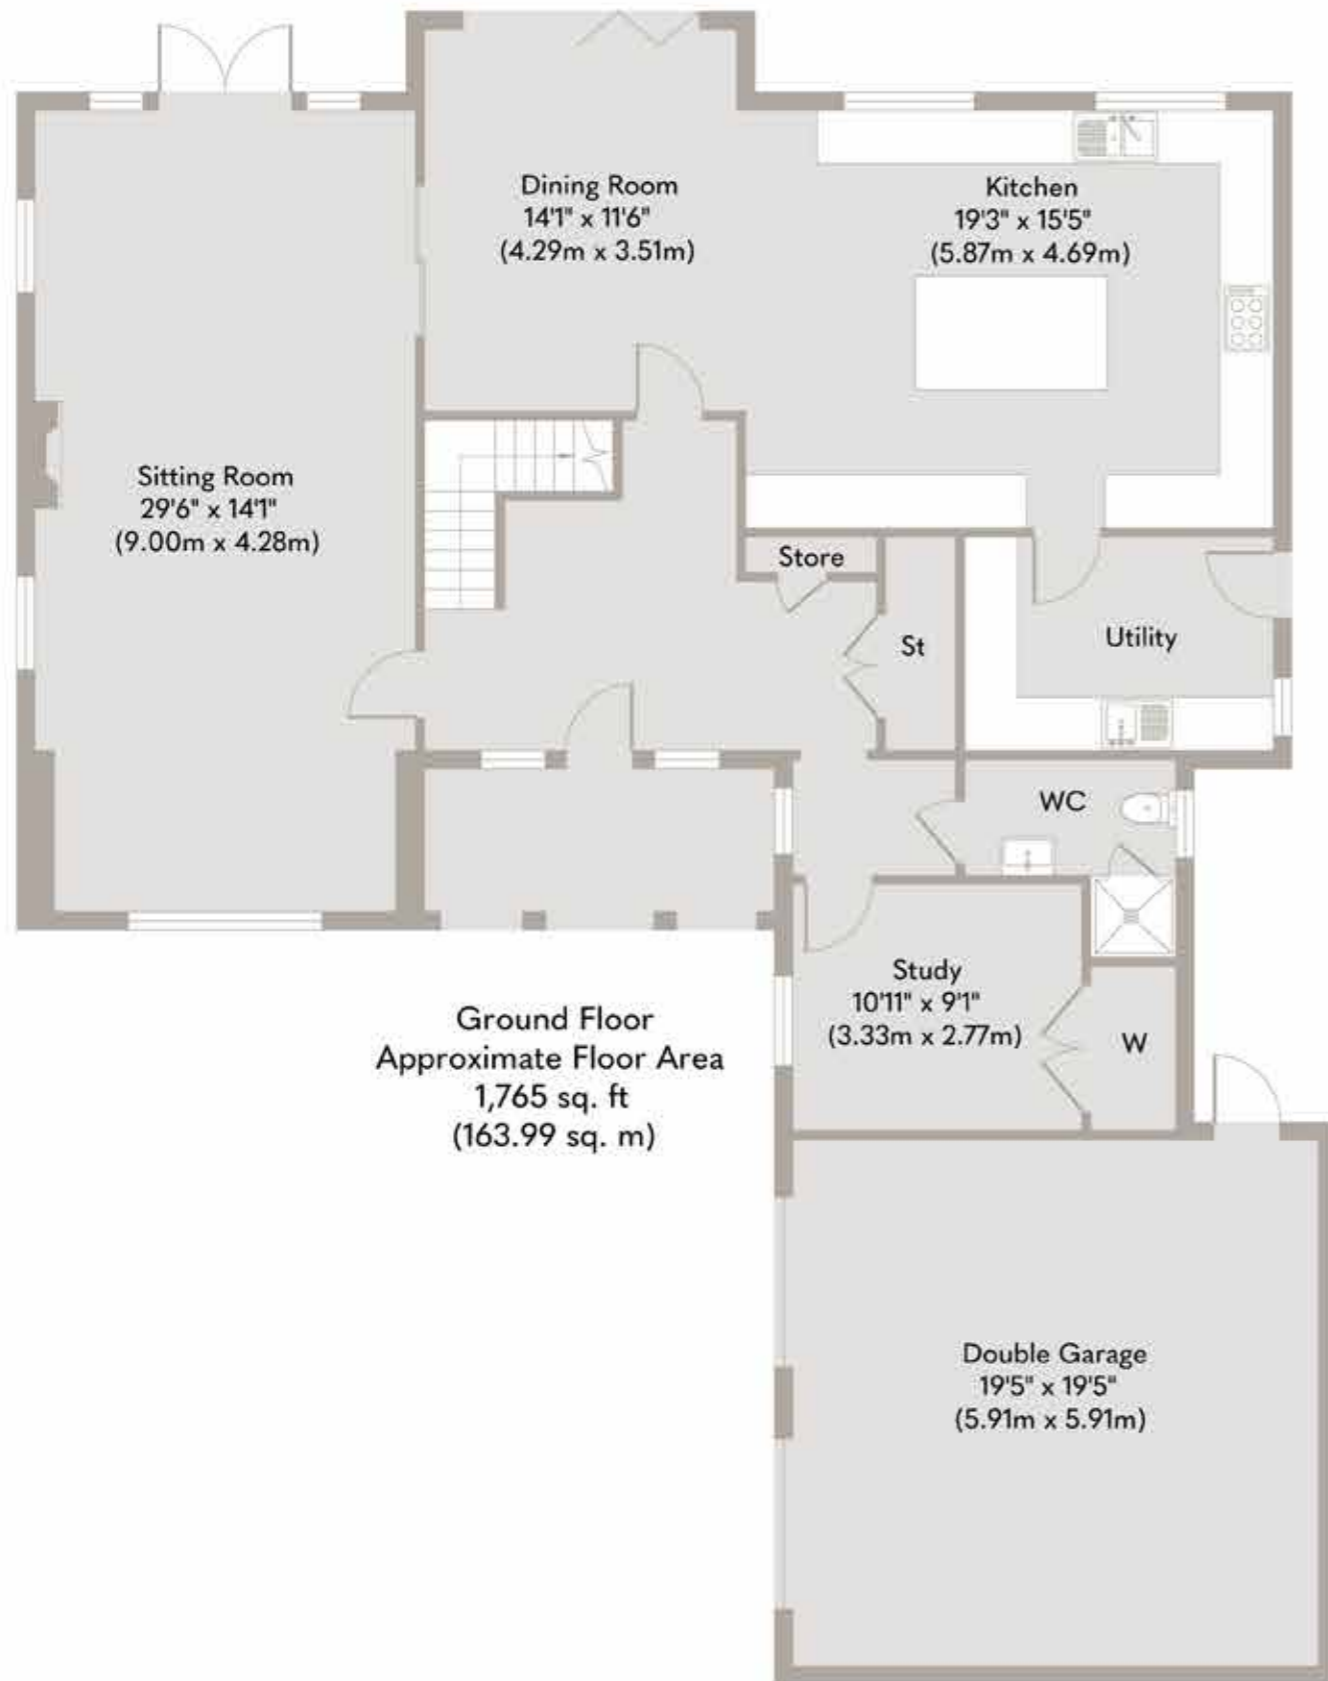 Dining Room
14'1" x 11'6"
(4.29m x 3.51m)
Kitchen
19'3" x 15'5"
(5.87m x 4.69m)
Sitting Room
29'6" x 14'1"
(9.00m x 4.28m)
Store
St
Utility
WC
Study
10'11" x 9'1"
(3.33m x 2.77m)
W
Ground Floor
Approximate Floor Area
1,765 sq. ft
(163.99 sq. m)
Double Garage
19'5" x 19'5"
(5.91m x 5.91m)